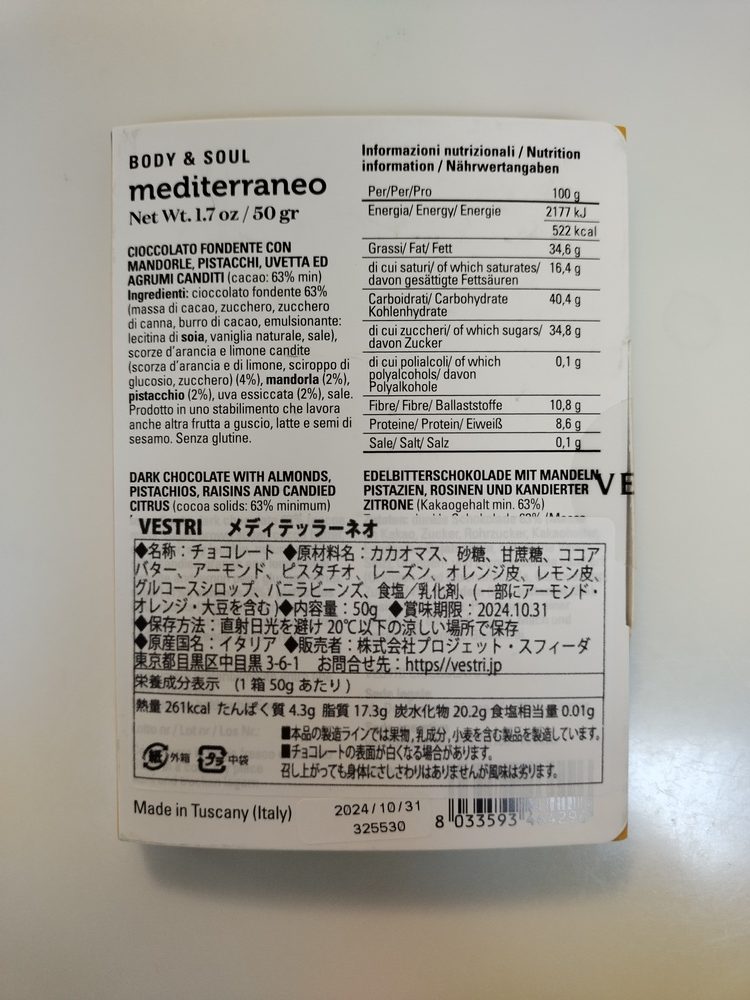 BODY & SOUL
mediterraneo
Net Wt. 1.7 oz / 50 gr
CIOCCOLATO FONDENTE CON
MANDORLE, PISTACCHI, UVETTA ED
AGRUMI CANDITI (cacao: 63% min)
Ingredienti: cioccolato fondente 63%
(massa di cacao, zucchero, zucchero
di canna, burro di cacao, emulsionante:
lecitina di soia, vaniglia naturale, sale),
scorze d'arancia e limone candite
(scorza d'arancia e di limone, sciroppo di
glucosio, zucchero) (4%), mandorla (2%),
pistacchio (2%), uva essiccata (2%), sale.
Prodotto in uno stabilimento che lavora
anche altra frutta a guscio, latte e semi di
sesamo. Senza glutine.
DARK CHOCOLATE WITH ALMONDS,
PISTACHIOS, RAISINS AND CANDIED
CITRUS (cocoa solids: 63% minimum)
Informazioni nutrizionali / Nutrition
information / Nährwertangaben
Per/Per/Pro 100 g
Energia/ Energy/ Energie 2177 kJ
522 kcal
Grassi/ Fat/ Fett 34,6 g
di cui saturi/ of which saturates/ 16,4 g
davon gesättigte Fettsäuren
Carboidrati/ Carbohydrate 40,4 g
Kohlenhydrate
di cui zuccheri/ of which sugars/ 34,8 g
davon Zucker
di cui polialcoli/ of which 0,1 g
polyalcohols/ davon
Polyalkohole
Fibre/ Fibre/ Ballaststoffe 10,8 g
Proteine/ Protein/ Eiweiß 8,6 g
Sale/ Salt/ Salz 0,1 g
EDELBITTERSCHOKOLADE MIT MANDELN
PISTAZIEN, ROSINEN UND KANDIERTER
ZITRONE (Kakaogehalt min. 63%)
VE
VESTRI メディテッラーネオ
◆名称：チョコレート ◆原材料名：カカオマス、砂糖、甘蔗糖、ココア
バター、アーモンド、ピスタチオ、レーズン、オレンジ皮、レモン皮、
グルコースシロップ、バニラビーンズ、食塩／乳化剤、(一部にアーモンド・
オレンジ・大豆を含む)◆内容量：50g ◆賞味期限：2024.10.31
◆保存方法：直射日光を避け 20℃以下の涼しい場所で保存
◆原産国名：イタリア ◆販売者：株式会社プロジェット・スフィーダ
東京都目黒区中目黒 3-6-1 お問合せ先：https//vestri.jp
栄養成分表示 (1箱 50g あたり)
熱量 261kcal たんぱく質 4.3g 脂質 17.3g 炭水化物 20.2g 食塩相当量 0.01g
■本品の製造ラインでは果物,乳成分,小麦を含む製品を製造しています。
■チョコレートの表面が白くなる場合があります。
召し上がっても身体にさしさわりはありませんが風味は劣ります。
紙 外箱 プラ 中袋
Made in Tuscany (Italy)
2024/10/31
325530
8 033593